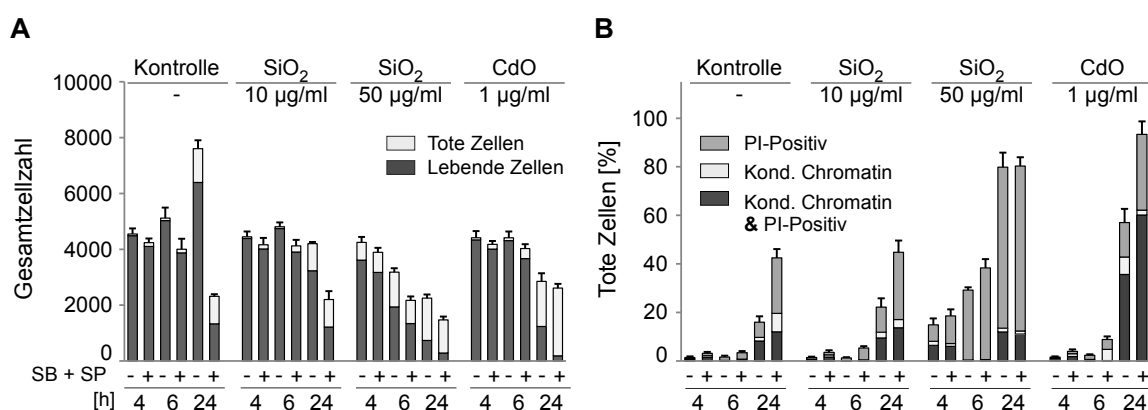 A
Kontrolle SiO2 SiO2 CdO
- 10 µg/ml 50 µg/ml 1 µg/ml
10000
8000
6000
4000
2000
0
Gesamtzellzahl
Tote Zellen
Lebende Zellen
SB + SP - + - + - + - + - + - + - + - + - + - + - + - +
[h] 4 6 24 4 6 24 4 6 24 4 6 24
B
Kontrolle SiO2 SiO2 CdO
- 10 µg/ml 50 µg/ml 1 µg/ml
100
80
60
40
20
0
Tote Zellen [%]
PI-Positiv
Kond. Chromatin
Kond. Chromatin
& PI-Positiv
- + - + - + - + - + - + - + - + - + - + - + - +
4 6 24 4 6 24 4 6 24 4 6 24